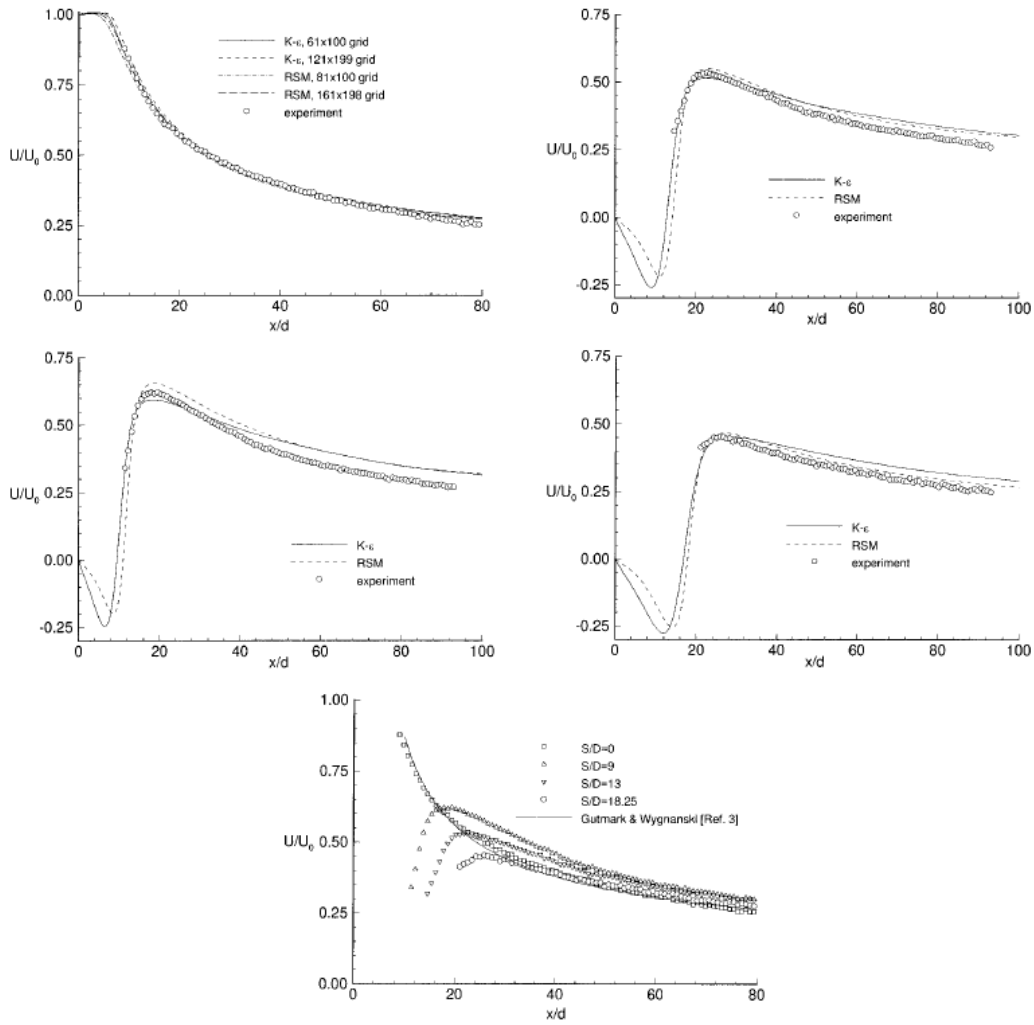 1.00
0.75
0.50
U/U₀
0.25
0.00
0 20 40 60 80
x/d
K-ε, 61x100 grid
K-ε, 121x199 grid
RSM, 81x100 grid
RSM, 161x198 grid
experiment
0.75
0.50
U/U₀
0.25
0.00
-0.25
0 20 40 60 80 100
x/d
K-ε
RSM
experiment
0.75
0.50
U/U₀
0.25
0.00
-0.25
0 20 40 60 80 100
x/d
K-ε
RSM
experiment
0.75
0.50
U/U₀
0.25
0.00
-0.25
0 20 40 60 80 100
x/d
K-ε
RSM
experiment
1.00
0.75
U/U₀
0.50
0.25
0.00
0 20 40 60 80
x/d
S/D=0
S/D=9
S/D=13
S/D=18.25
Gutmark & Wygnanski [Ref. 3]